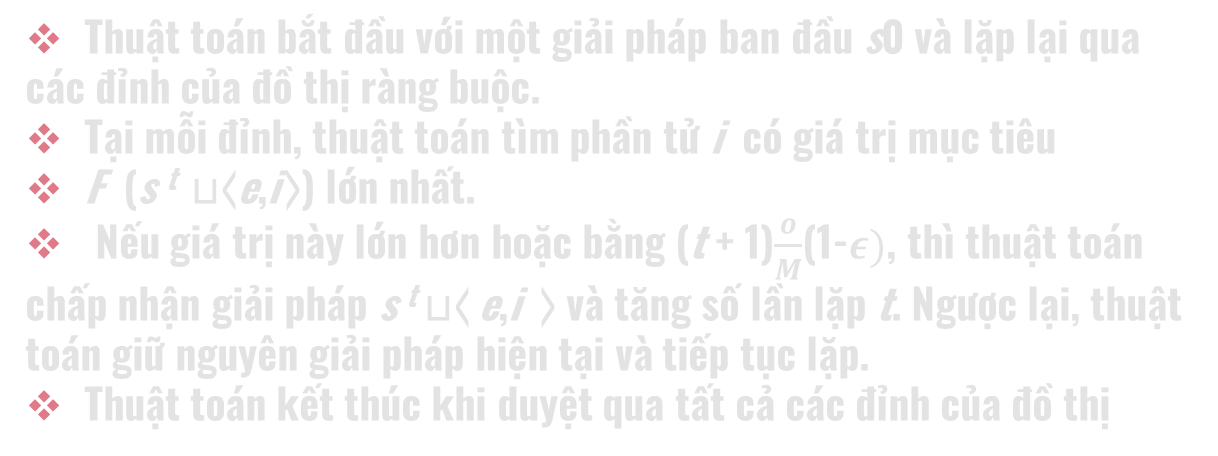 ❖ Thuật toán bắt đầu với một giải pháp ban đầu s0 và lặp lại qua
các đỉnh của đồ thị ràng buộc.
❖ Tại mỗi đỉnh, thuật toán tìm phần tử i có giá trị mục tiêu
❖ F (s^t ⊔⟨e,i⟩) lớn nhất.
❖ Nếu giá trị này lớn hơn hoặc bằng (t + 1)o/M(1-ϵ), thì thuật toán
chấp nhận giải pháp s^t ⊔⟨ e,i ⟩ và tăng số lần lặp t. Ngược lại, thuật
toán giữ nguyên giải pháp hiện tại và tiếp tục lặp.
❖ Thuật toán kết thúc khi duyệt qua tất cả các đỉnh của đồ thị